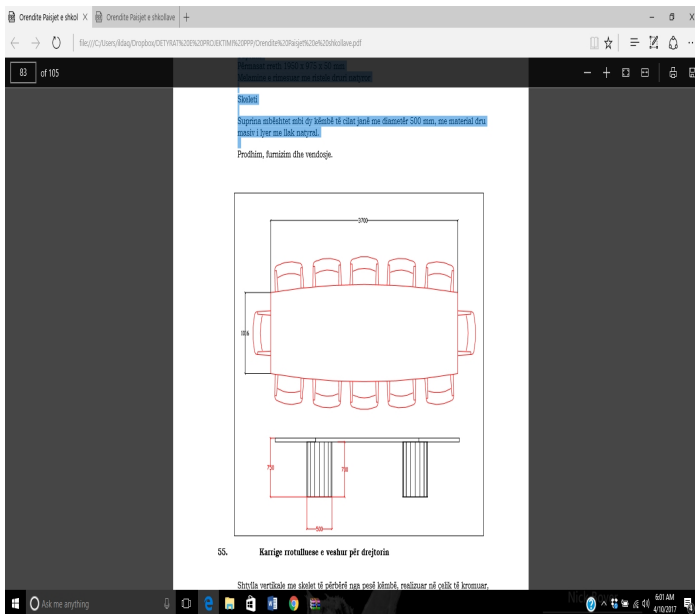 Orendite Paisjet e shkol
Orendite Paisjet e shkollave
file:///C:/Users/ildaq/Dropbox/DETYRAT%20E%20PROJEKTIMI%20PPP/Orendite%20Paisjet%20e%20shkollave.pdf
83 of 105
Skeleti
Suprina mbështet mbi dy këmbë të cilat janë me diametër 500 mm, me material dru
masiv i lyer me llak natyral.
Prodhim, furnizim dhe vendosje.
3700
750
500
55. Karrige rrotulluese e veshur për drejtorin
Shtylla vertikale me skelet të përbërë nga pesë këmbë, realizuar në çelik të kromuar,
Ask me anything
6:01 AM
4/10/2017